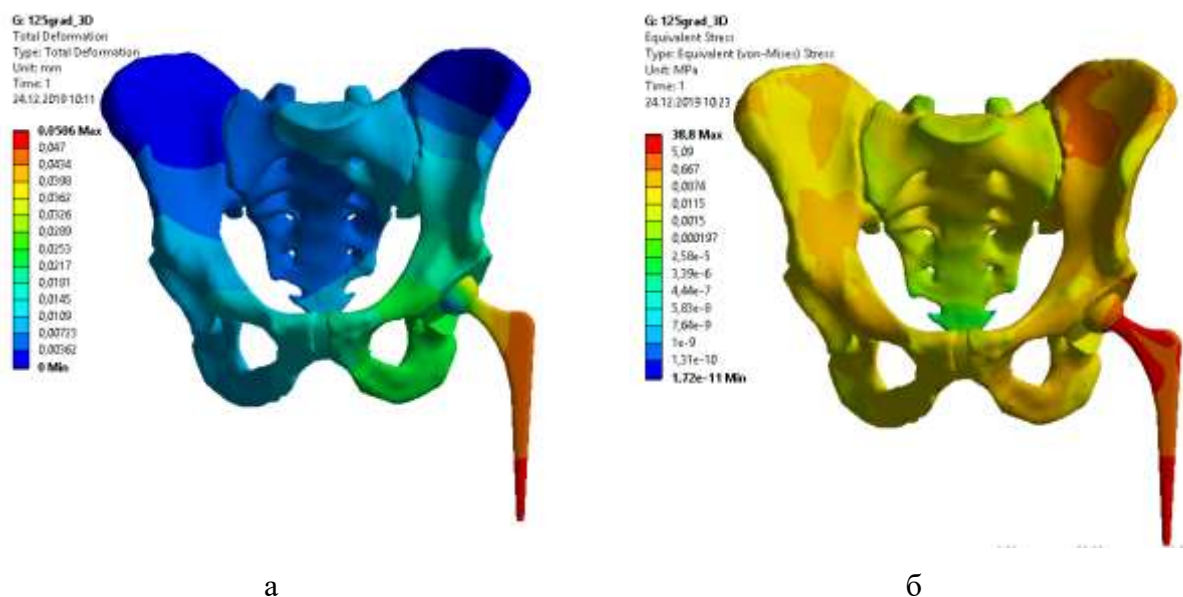 G: 125grad_3D
Total Deformation
Type: Total Deformation
Unit: mm
Time: 1
24.12.2019 10:11
0,0506 Max
0,047
0,0434
0,0398
0,0362
0,0326
0,0289
0,0253
0,0217
0,0181
0,0145
0,0109
0,00723
0,00362
0 Min
G: 125grad_3D
Equivalent Stress
Type: Equivalent (von-Mises) Stress
Unit: MPa
Time: 1
24.12.2019 10:23
38,8 Max
5,09
0,667
0,0874
0,0115
0,0015
0,000197
2,58e-5
3,39e-6
4,44e-7
5,83e-8
7,64e-9
1e-9
1,31e-10
1,72e-11 Min
а
б